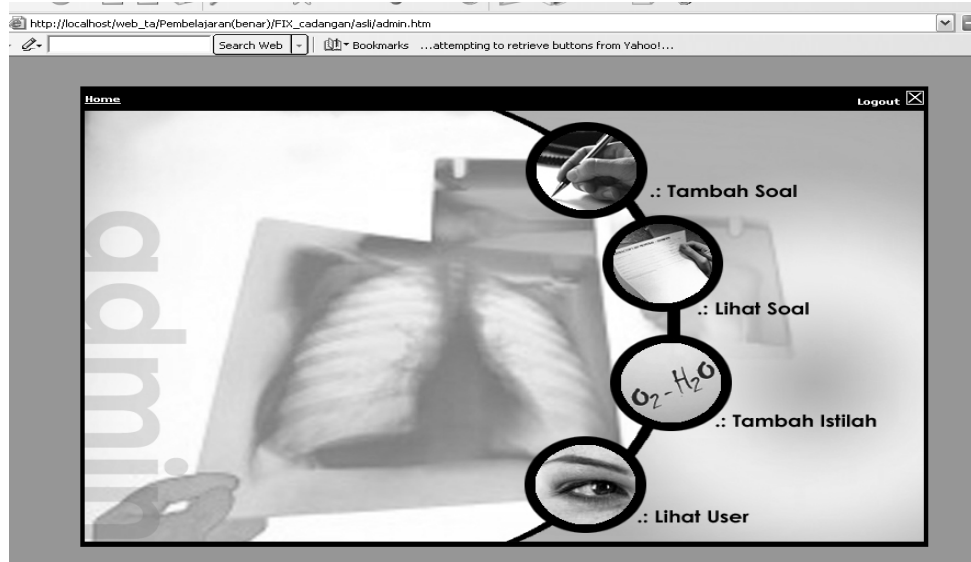 http://localhost/web_ta/Pembelajaran(benar)/FIX_cadangan/asli/admin.htm
Search Web Bookmarks ...attempting to retrieve buttons from Yahoo!...
Home Logout
admin
.: Tambah Soal
.: Lihat Soal
O₂-H₂O
.: Tambah Istilah
.: Lihat User